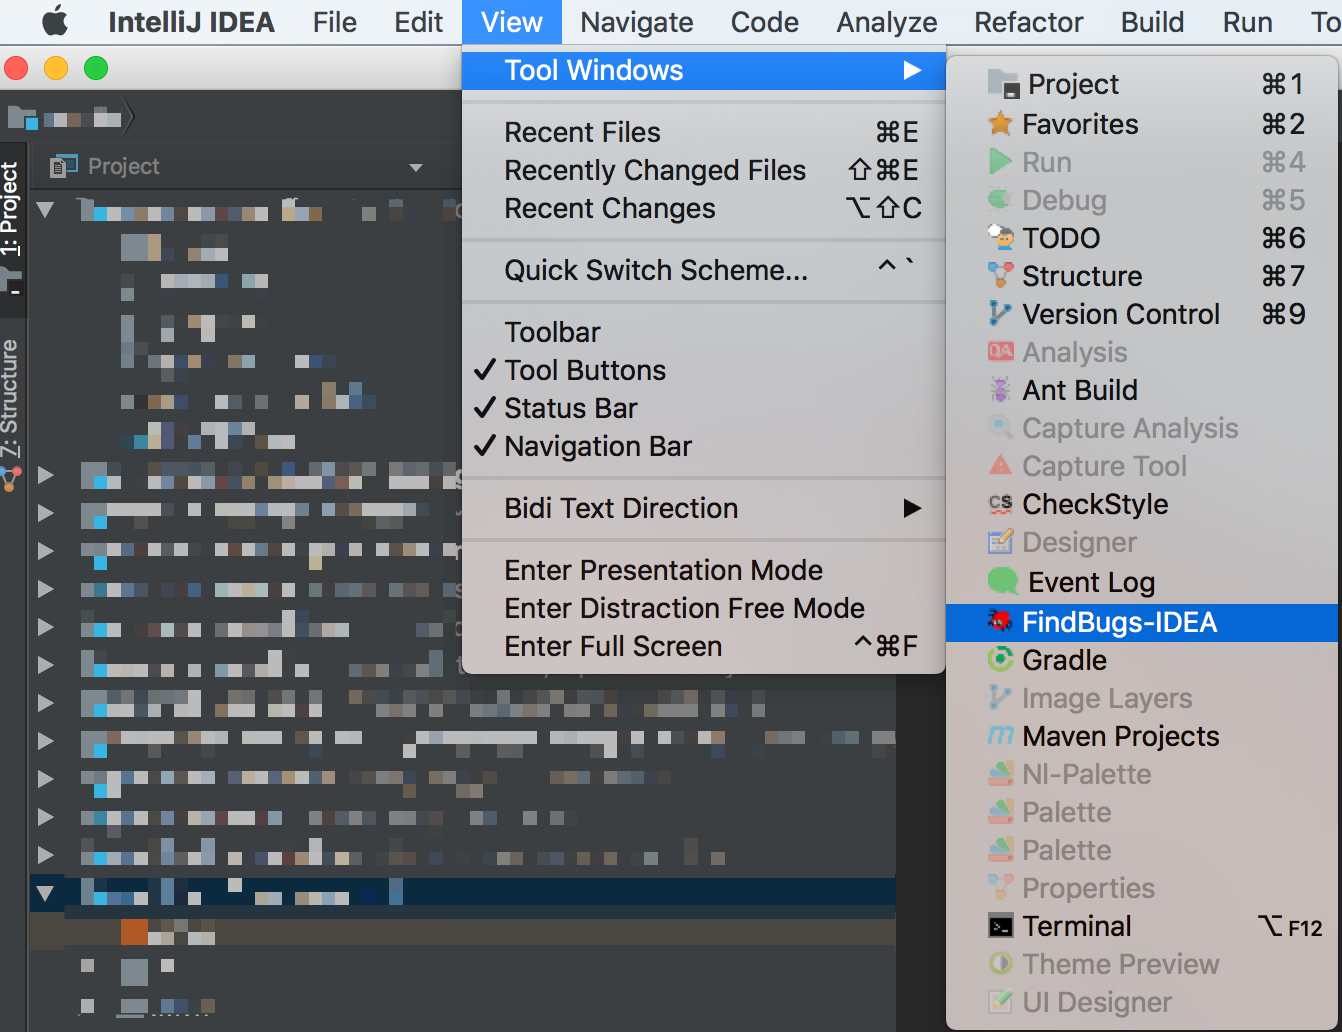 IntelliJ IDEA File Edit View Navigate Code Analyze Refactor Build Run To
Project
1: Project
7: Structure
Tool Windows
Recent Files ⌘E
Recently Changed Files ⇧⌘E
Recent Changes ⌥⇧C
Quick Switch Scheme... ^`
Toolbar
✓ Tool Buttons
✓ Status Bar
✓ Navigation Bar
Bidi Text Direction
Enter Presentation Mode
Enter Distraction Free Mode
Enter Full Screen ^⌘F
Project ⌘1
Favorites ⌘2
Run ⌘4
Debug ⌘5
TODO ⌘6
Structure ⌘7
Version Control ⌘9
QA Analysis
Ant Build
Capture Analysis
Capture Tool
CS CheckStyle
Designer
Event Log
FindBugs-IDEA
Gradle
Image Layers
m Maven Projects
Nl-Palette
Palette
Palette
Properties
Terminal ⌥F12
Theme Preview
UI Designer